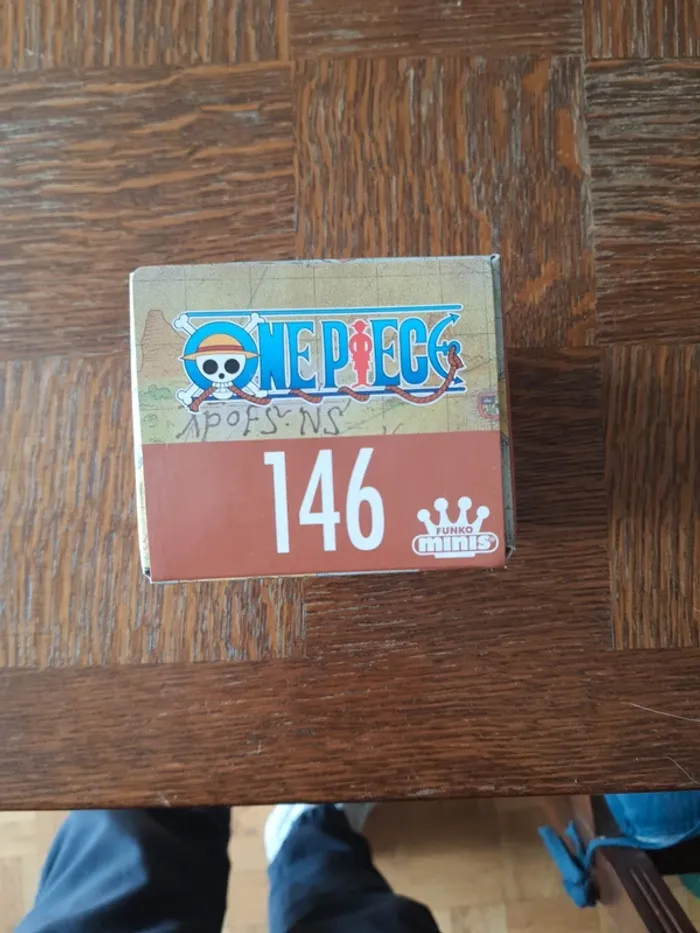 ONE PIECE
146
FUNKO
minis